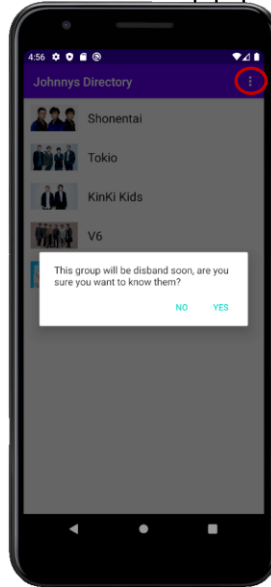 4:56
Johnnys Directory
Shonentai
Tokio
KinKi Kids
V6
This group will be disband soon, are you
sure you want to know them?
NO YES